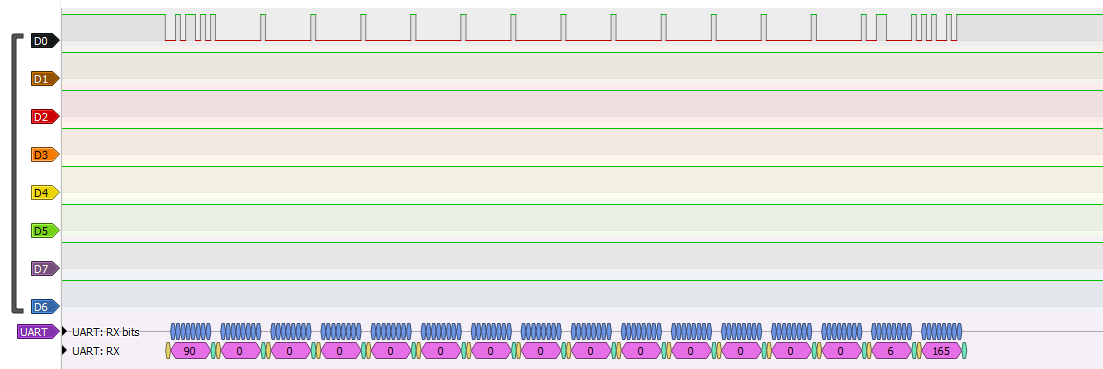 D0
D1
D2
D3
D4
D5
D7
D6
UART UART: RX bits
UART: RX 90 0 0 0 0 0 0 0 0 0 0 0 0 0 6 165